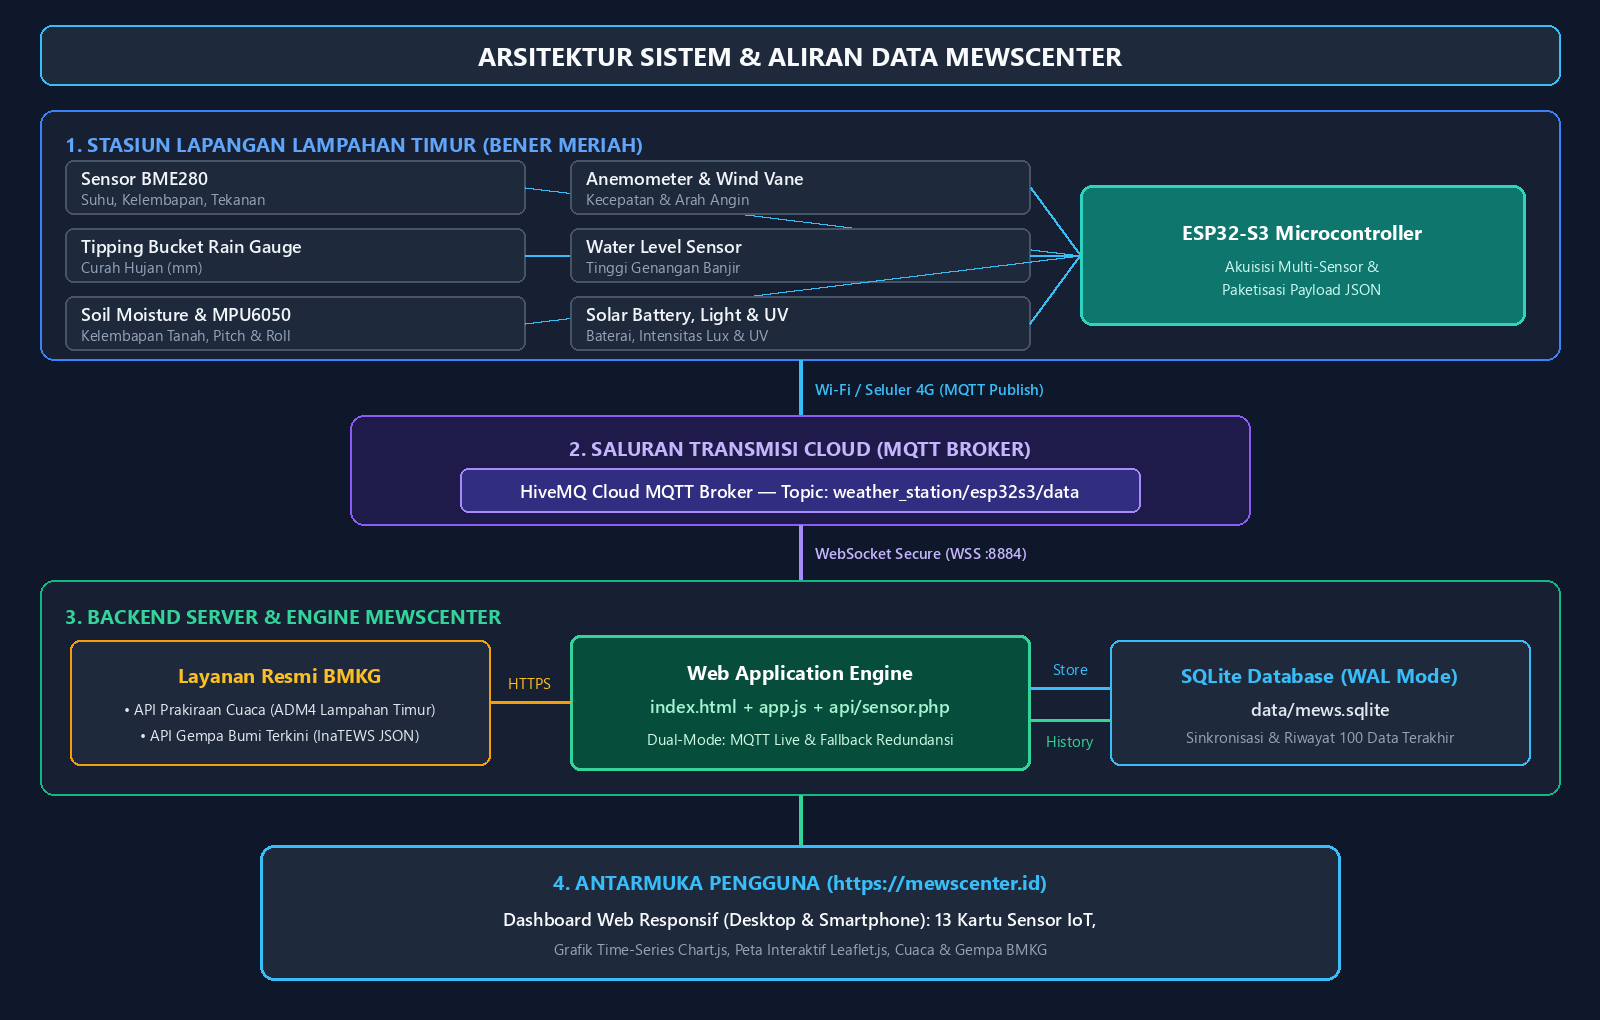 ARSITEKTUR SISTEM & ALIRAN DATA MEWSCENTER
1. STASIUN LAPANGAN LAMPAHAN TIMUR (BENER MERIAH)
Sensor BME280
Suhu, Kelembapan, Tekanan
Anemometer & Wind Vane
Kecepatan & Arah Angin
Tipping Bucket Rain Gauge
Curah Hujan (mm)
Water Level Sensor
Tinggi Genangan Banjir
Soil Moisture & MPU6050
Kelembapan Tanah, Pitch & Roll
Solar Battery, Light & UV
Baterai, Intensitas Lux & UV
ESP32-S3 Microcontroller
Akuisisi Multi-Sensor &
Paketisasi Payload JSON
Wi-Fi / Seluler 4G (MQTT Publish)
2. SALURAN TRANSMISI CLOUD (MQTT BROKER)
HiveMQ Cloud MQTT Broker — Topic: weather_station/esp32s3/data
WebSocket Secure (WSS :8884)
3. BACKEND SERVER & ENGINE MEWSCENTER
Layanan Resmi BMKG
• API Prakiraan Cuaca (ADM4 Lampahan Timur)
• API Gempa Bumi Terkini (InaTEWS JSON)
HTTPS
Web Application Engine
index.html + app.js + api/sensor.php
Dual-Mode: MQTT Live & Fallback Redundansi
Store
History
SQLite Database (WAL Mode)
data/mews.sqlite
Sinkronisasi & Riwayat 100 Data Terakhir
4. ANTARMUKA PENGGUNA (https://mewscenter.id)
Dashboard Web Responsif (Desktop & Smartphone): 13 Kartu Sensor IoT,
Grafik Time-Series Chart.js, Peta Interaktif Leaflet.js, Cuaca & Gempa BMKG